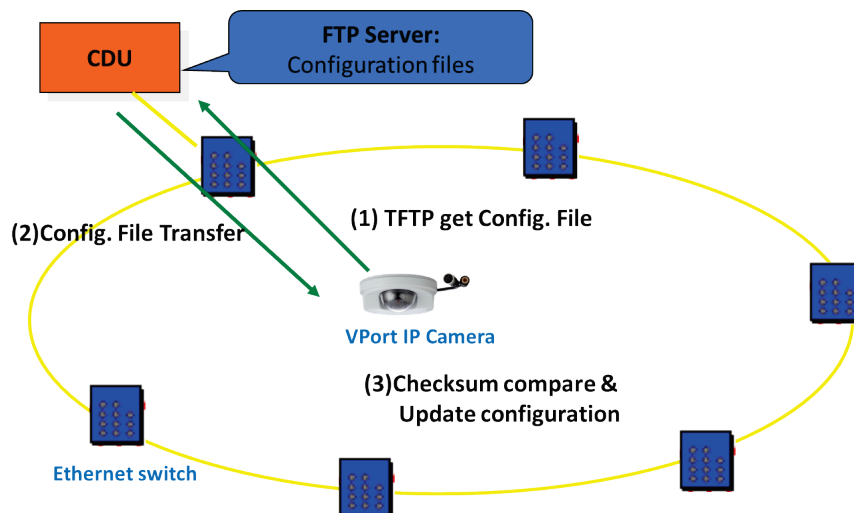 CDU
FTP Server:
Configuration files
(1) TFTP get Config. File
(2)Config. File Transfer
VPort IP Camera
(3)Checksum compare &
Update configuration
Ethernet switch